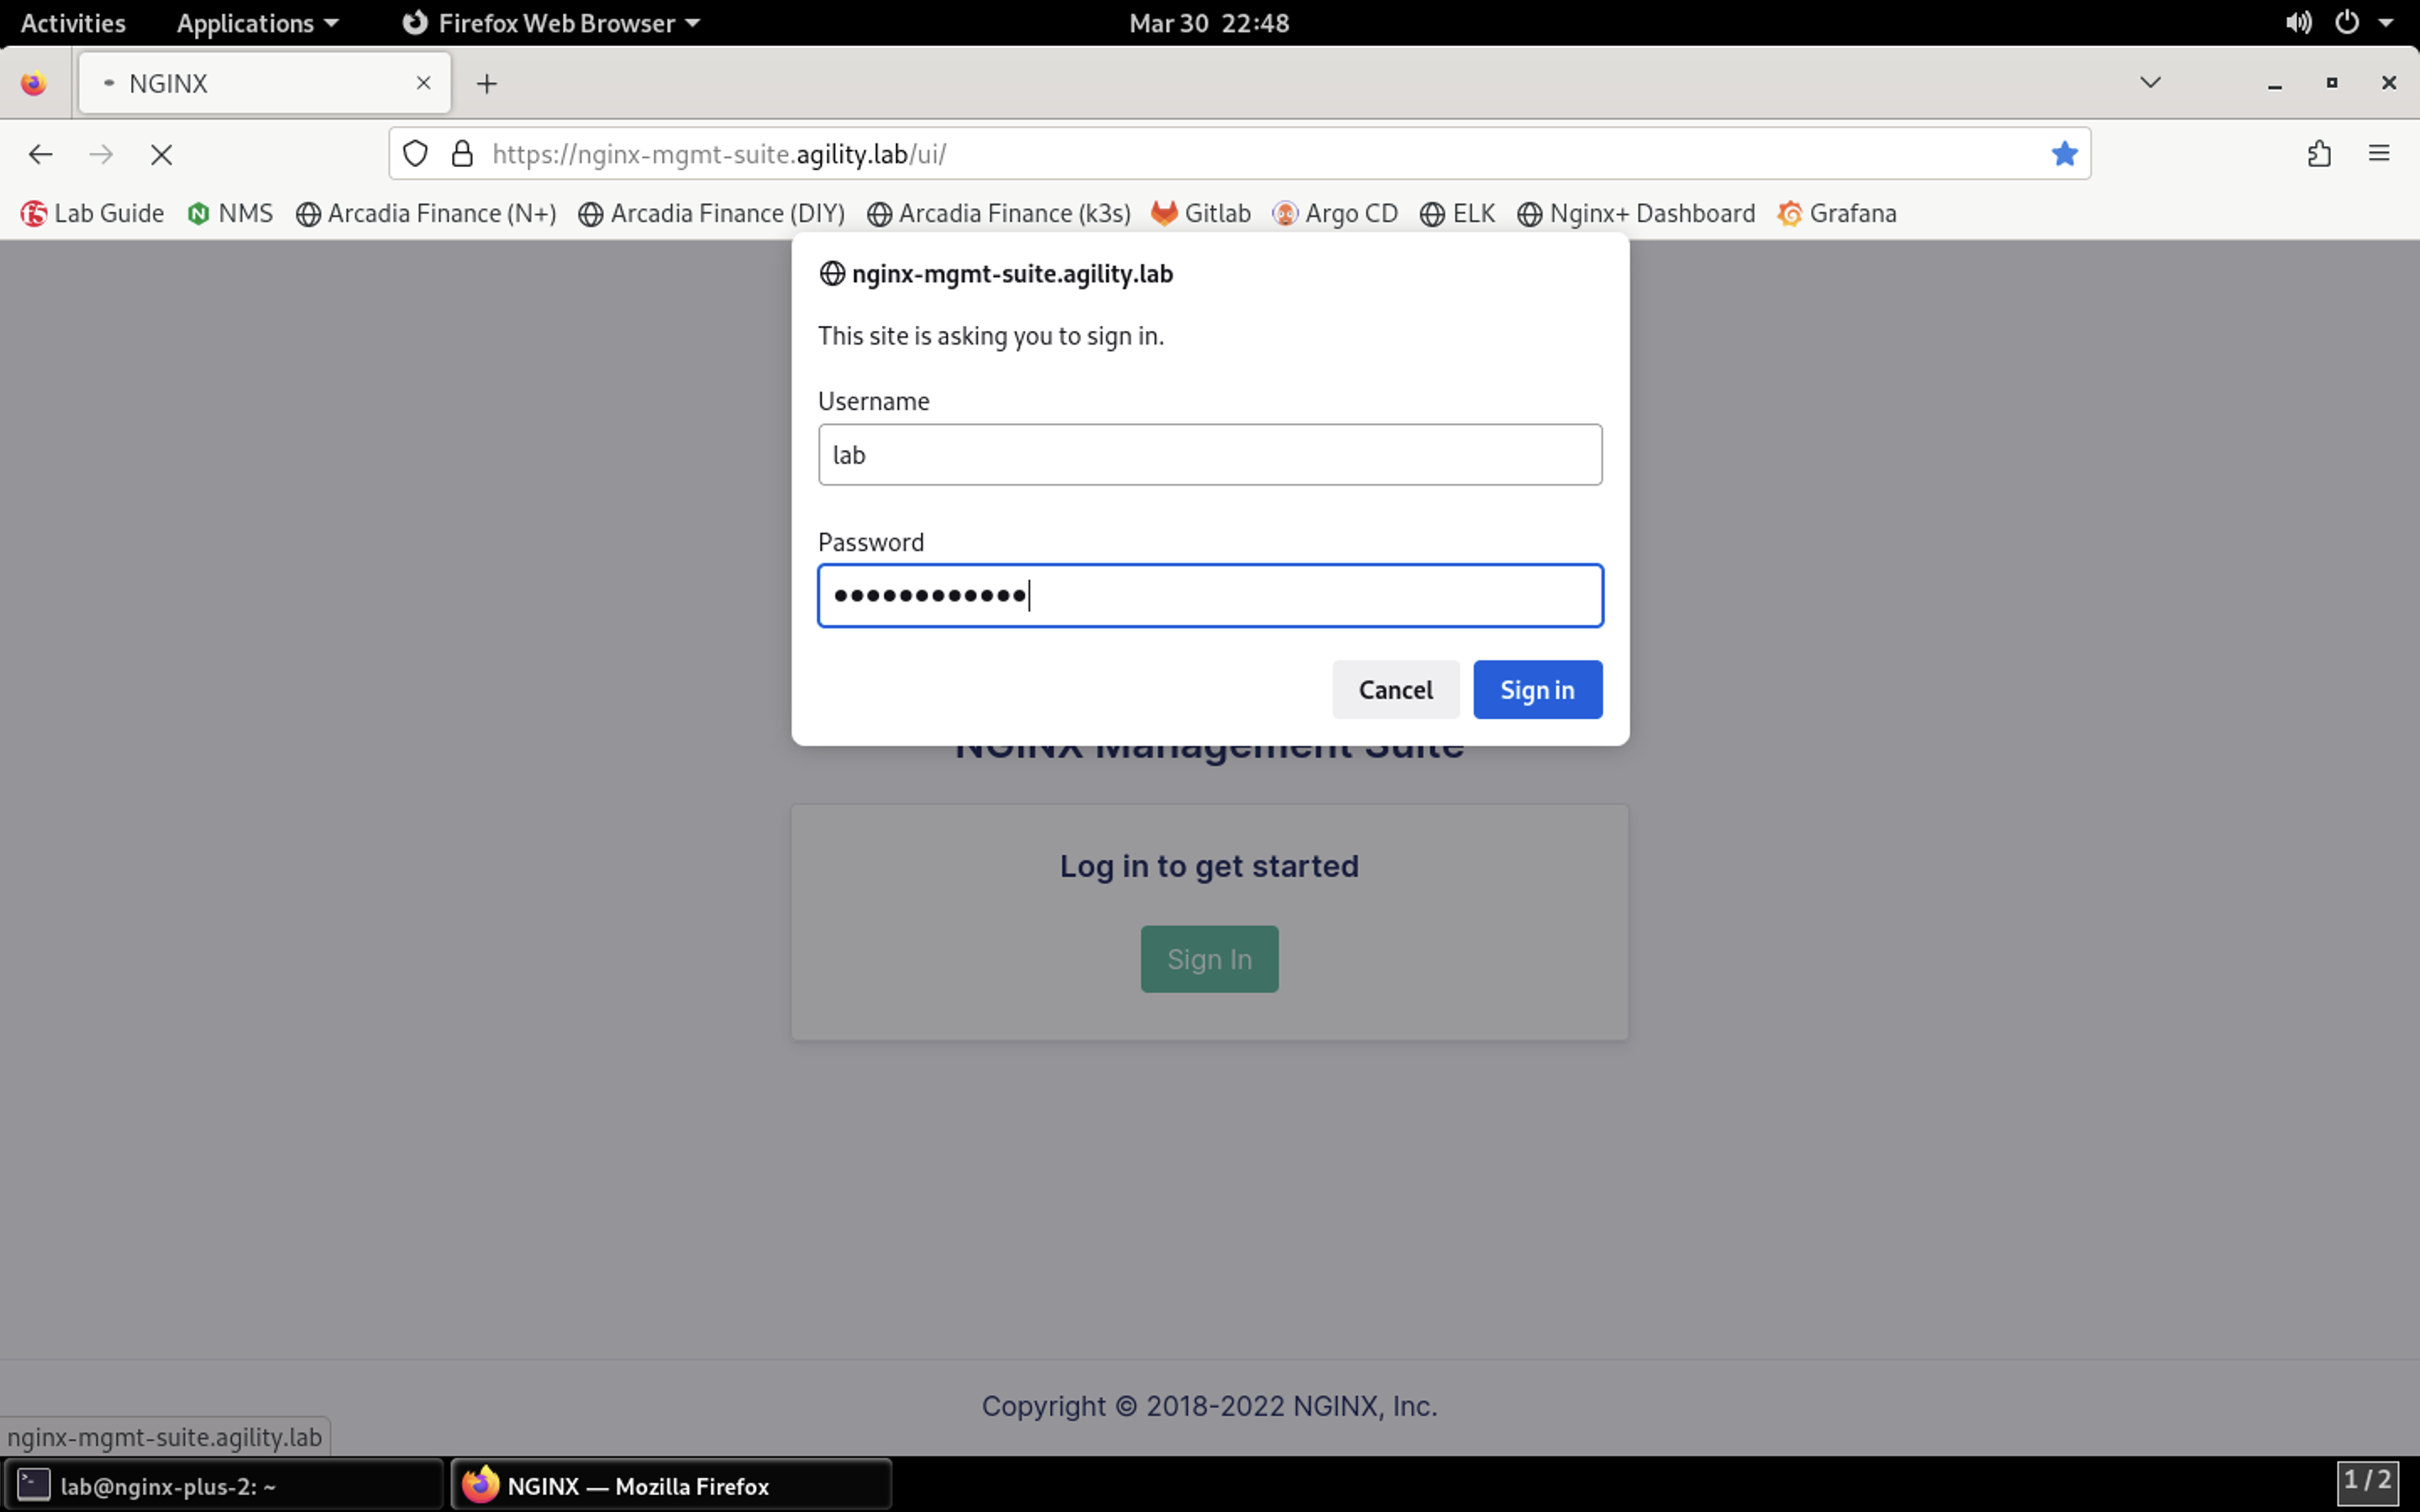 Activities Applications Firefox Web Browser Mar 30 22:48
NGINX
https://nginx-mgmt-suite.agility.lab/ui/
Lab Guide NMS Arcadia Finance (N+) Arcadia Finance (DIY) Arcadia Finance (k3s) Gitlab Argo CD ELK Nginx+ Dashboard Grafana
nginx-mgmt-suite.agility.lab
This site is asking you to sign in.
Username
lab
Password
••••••••••••
Cancel Sign in
NGINX Management Suite
Log in to get started
Sign In
Copyright © 2018-2022 NGINX, Inc.
nginx-mgmt-suite.agility.lab
lab@nginx-plus-2: ~ NGINX — Mozilla Firefox 1 / 2